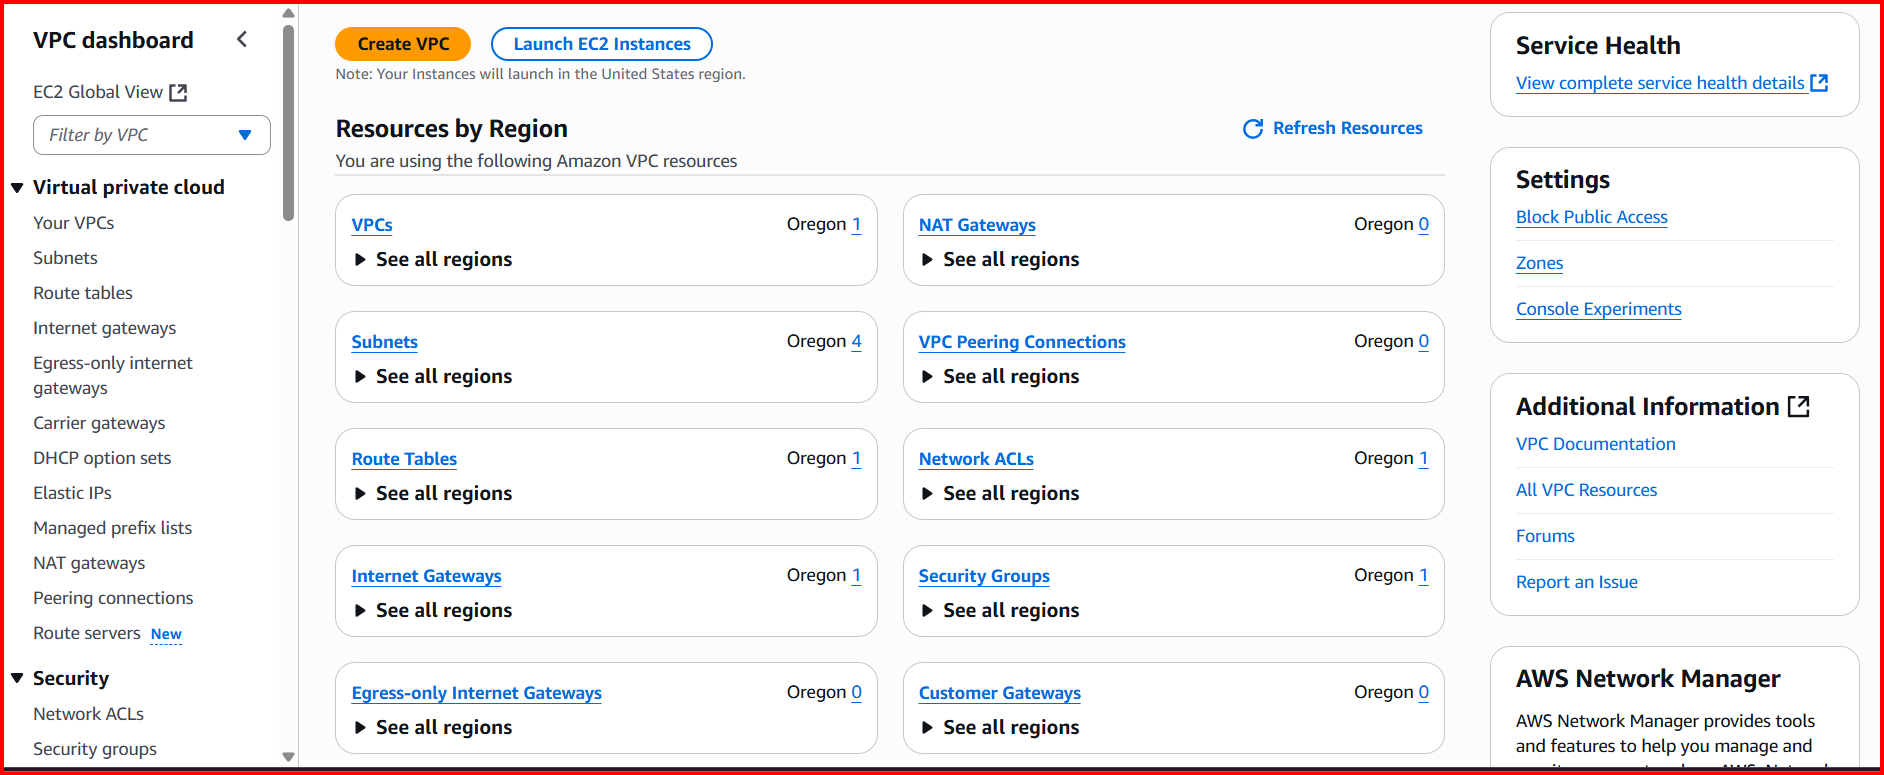 VPC dashboard
EC2 Global View
Filter by VPC
Virtual private cloud
Your VPCs
Subnets
Route tables
Internet gateways
Egress-only internet
gateways
Carrier gateways
DHCP option sets
Elastic IPs
Managed prefix lists
NAT gateways
Peering connections
Route servers New
Security
Network ACLs
Security groups
Create VPC
Launch EC2 Instances
Note: Your Instances will launch in the United States region.
Resources by Region
Refresh Resources
You are using the following Amazon VPC resources
VPCs
Oregon 1
See all regions
NAT Gateways
Oregon 0
See all regions
Subnets
Oregon 4
See all regions
VPC Peering Connections
Oregon 0
See all regions
Route Tables
Oregon 1
See all regions
Network ACLs
Oregon 1
See all regions
Internet Gateways
Oregon 1
See all regions
Security Groups
Oregon 1
See all regions
Egress-only Internet Gateways
Oregon 0
See all regions
Customer Gateways
Oregon 0
See all regions
Service Health
View complete service health details
Settings
Block Public Access
Zones
Console Experiments
Additional Information
VPC Documentation
All VPC Resources
Forums
Report an Issue
AWS Network Manager
AWS Network Manager provides tools
and features to help you manage and